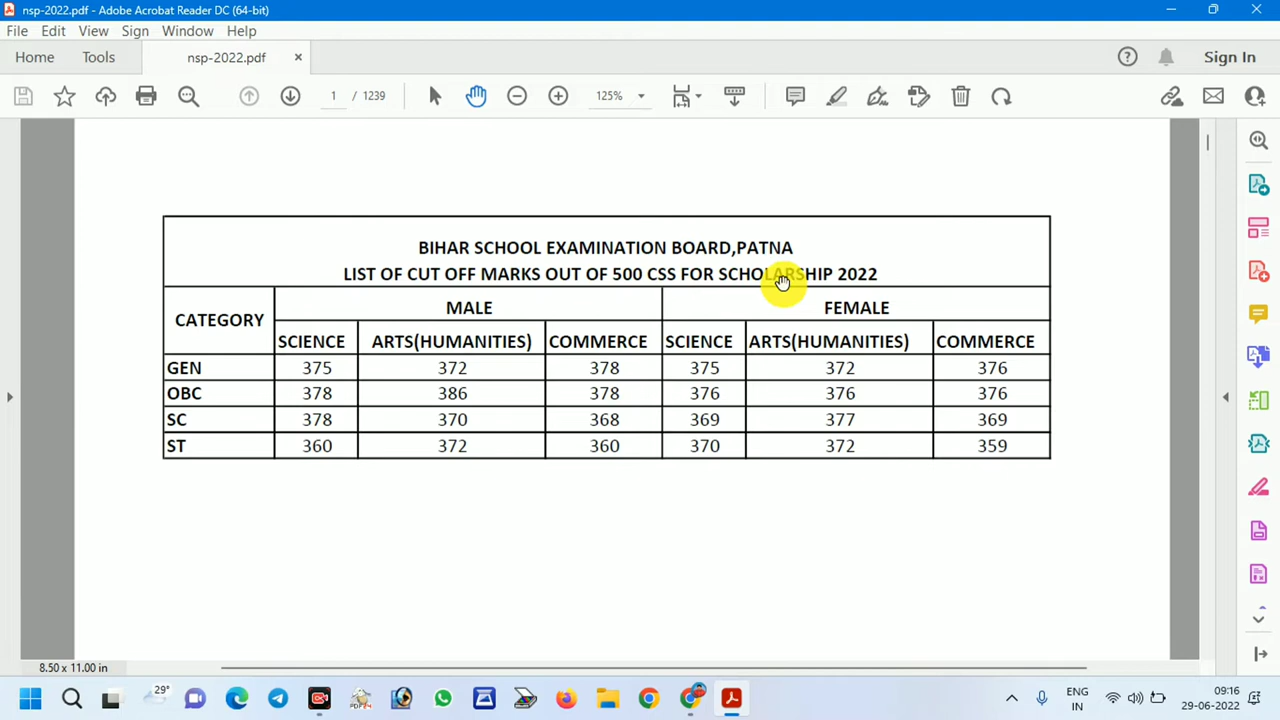 nsp-2022.pdf - Adobe Acrobat Reader DC (64-bit)
File Edit View Sign Window Help
Home Tools nsp-2022.pdf × Sign In
1 / 1239 125%
BIHAR SCHOOL EXAMINATION BOARD,PATNA
LIST OF CUT OFF MARKS OUT OF 500 CSS FOR SCHOLARSHIP 2022
CATEGORY MALE FEMALE
SCIENCE ARTS(HUMANITIES) COMMERCE SCIENCE ARTS(HUMANITIES) COMMERCE
GEN 375 372 378 375 372 376
OBC 378 386 378 376 376 376
SC 378 370 368 369 377 369
ST 360 372 360 370 372 359
8.50 x 11.00 in
29°
ENG 09:16
IN 29-06-2022